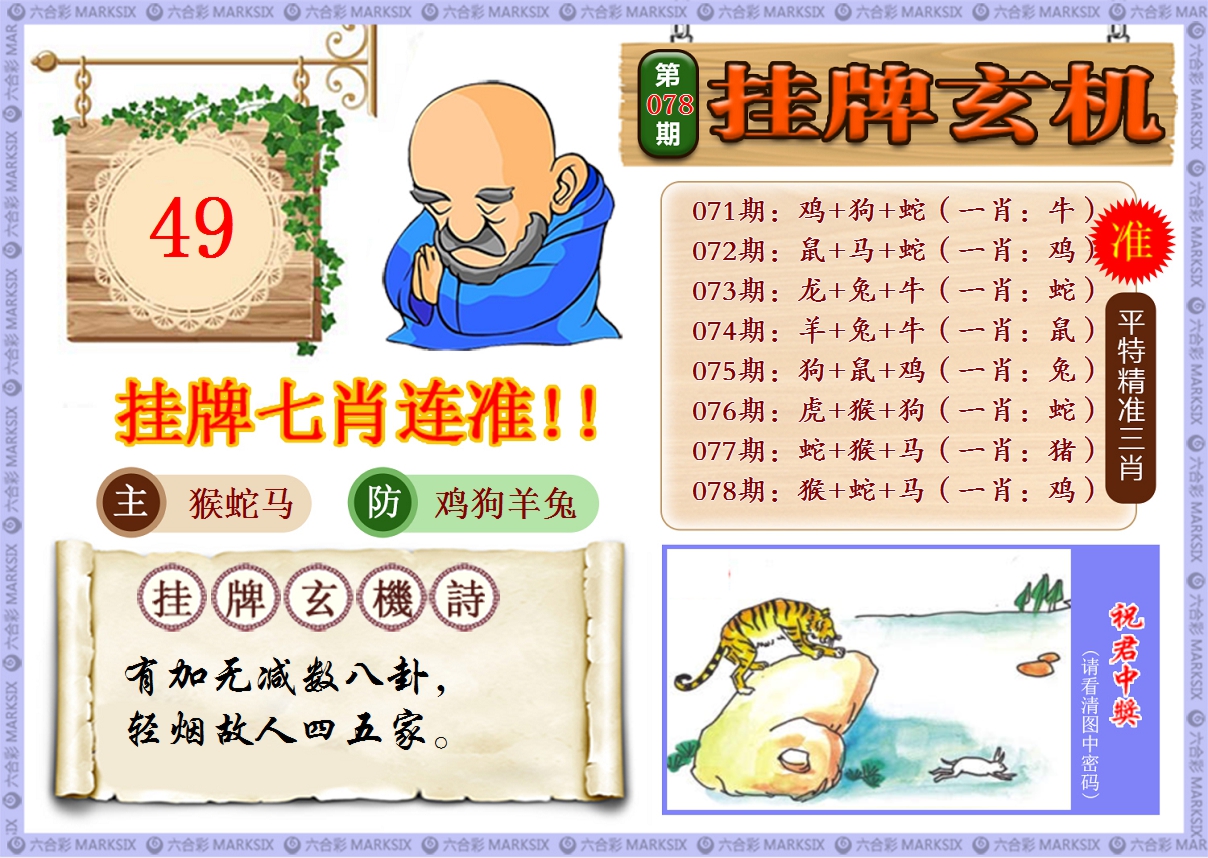 六合彩 MARKSIX
49
第
078
期
挂牌玄机
071期：鸡+狗+蛇（一肖：牛）
072期：鼠+马+蛇（一肖：鸡）
073期：龙+兔+牛（一肖：蛇）
074期：羊+兔+牛（一肖：鼠）
075期：狗+鼠+鸡（一肖：兔）
076期：虎+猴+狗（一肖：蛇）
077期：蛇+猴+马（一肖：猪）
078期：猴+蛇+马（一肖：鸡）
准
平特精准三肖
挂牌七肖连准!!
主 猴蛇马
防 鸡狗羊兔
挂牌玄機詩
有加无减数八卦，
轻烟故人四五家。
祝君中獎
（请看清图中密码）